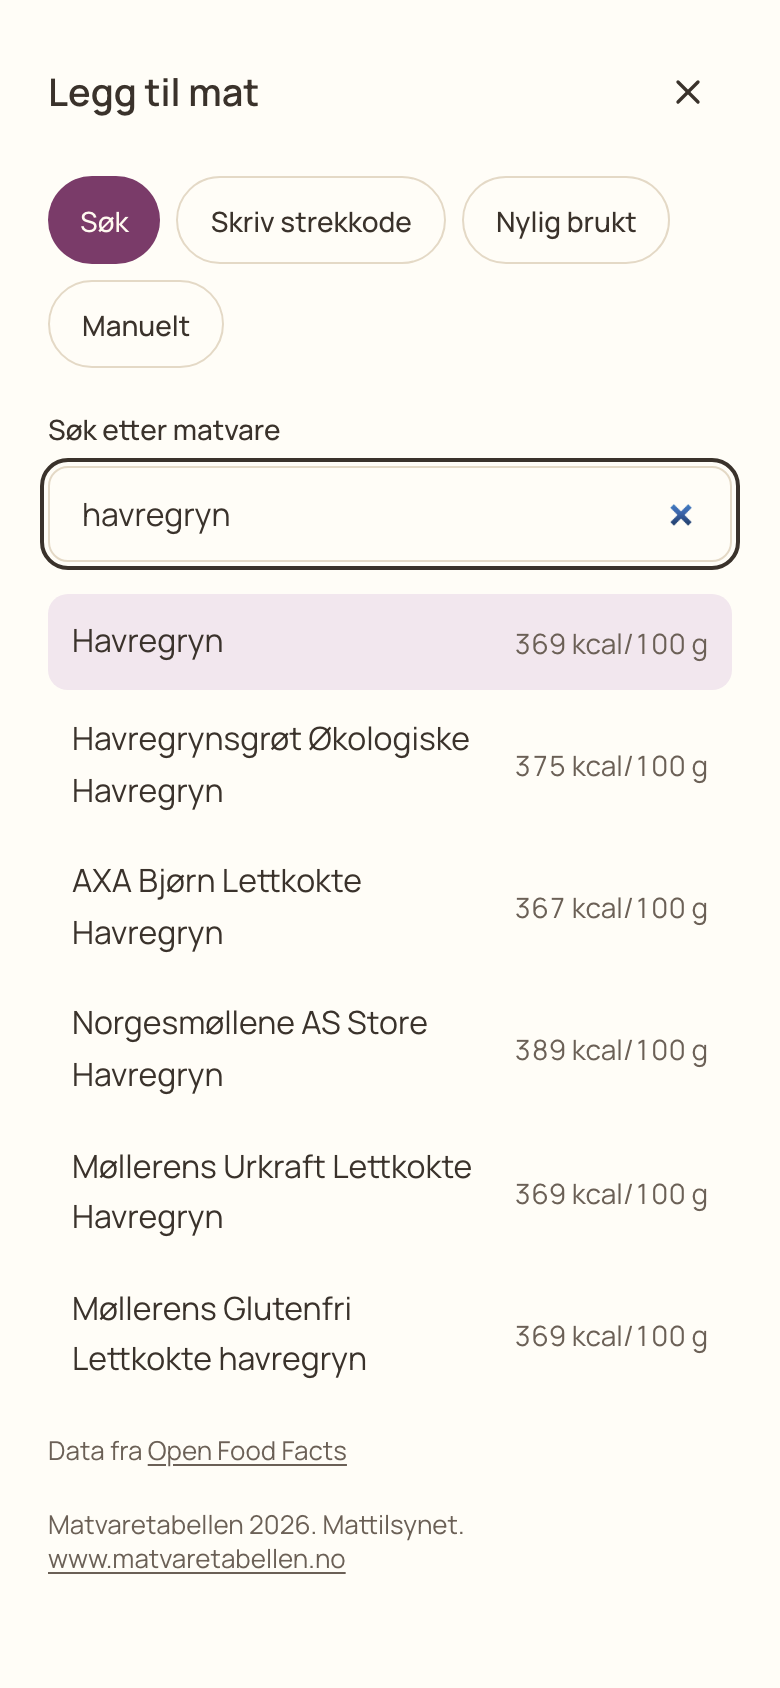 Legg til mat
Søk
Skriv strekkode
Nylig brukt
Manuelt
Søk etter matvare
havregryn
Havregryn
369 kcal/100 g
Havregrynsgrøt Økologiske
Havregryn
375 kcal/100 g
AXA Bjørn Lettkokte
Havregryn
367 kcal/100 g
Norgesmøllene AS Store
Havregryn
389 kcal/100 g
Møllerens Urkraft Lettkokte
Havregryn
369 kcal/100 g
Møllerens Glutenfri
Lettkokte havregryn
369 kcal/100 g
Data fra Open Food Facts
Matvaretabellen 2026. Mattilsynet.
www.matvaretabellen.no